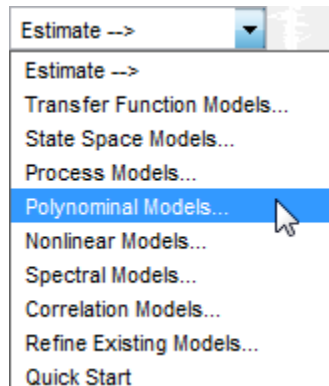 Estimate -->
Estimate -->
Transfer Function Models...
State Space Models...
Process Models...
Polynominal Models...
Nonlinear Models...
Spectral Models...
Correlation Models...
Refine Existing Models...
Quick Start